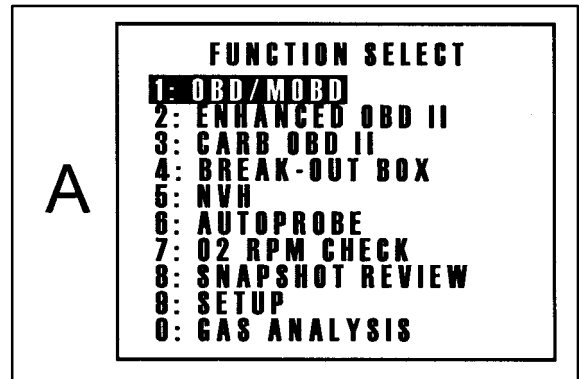 A
FUNCTION SELECT
1: OBD/MOBD
2: ENHANCED OBD II
3: CARB OBD II
4: BREAK-OUT BOX
5: NVH
6: AUTOPROBE
7: O2 RPM CHECK
8: SNAPSHOT REVIEW
9: SETUP
0: GAS ANALYSIS